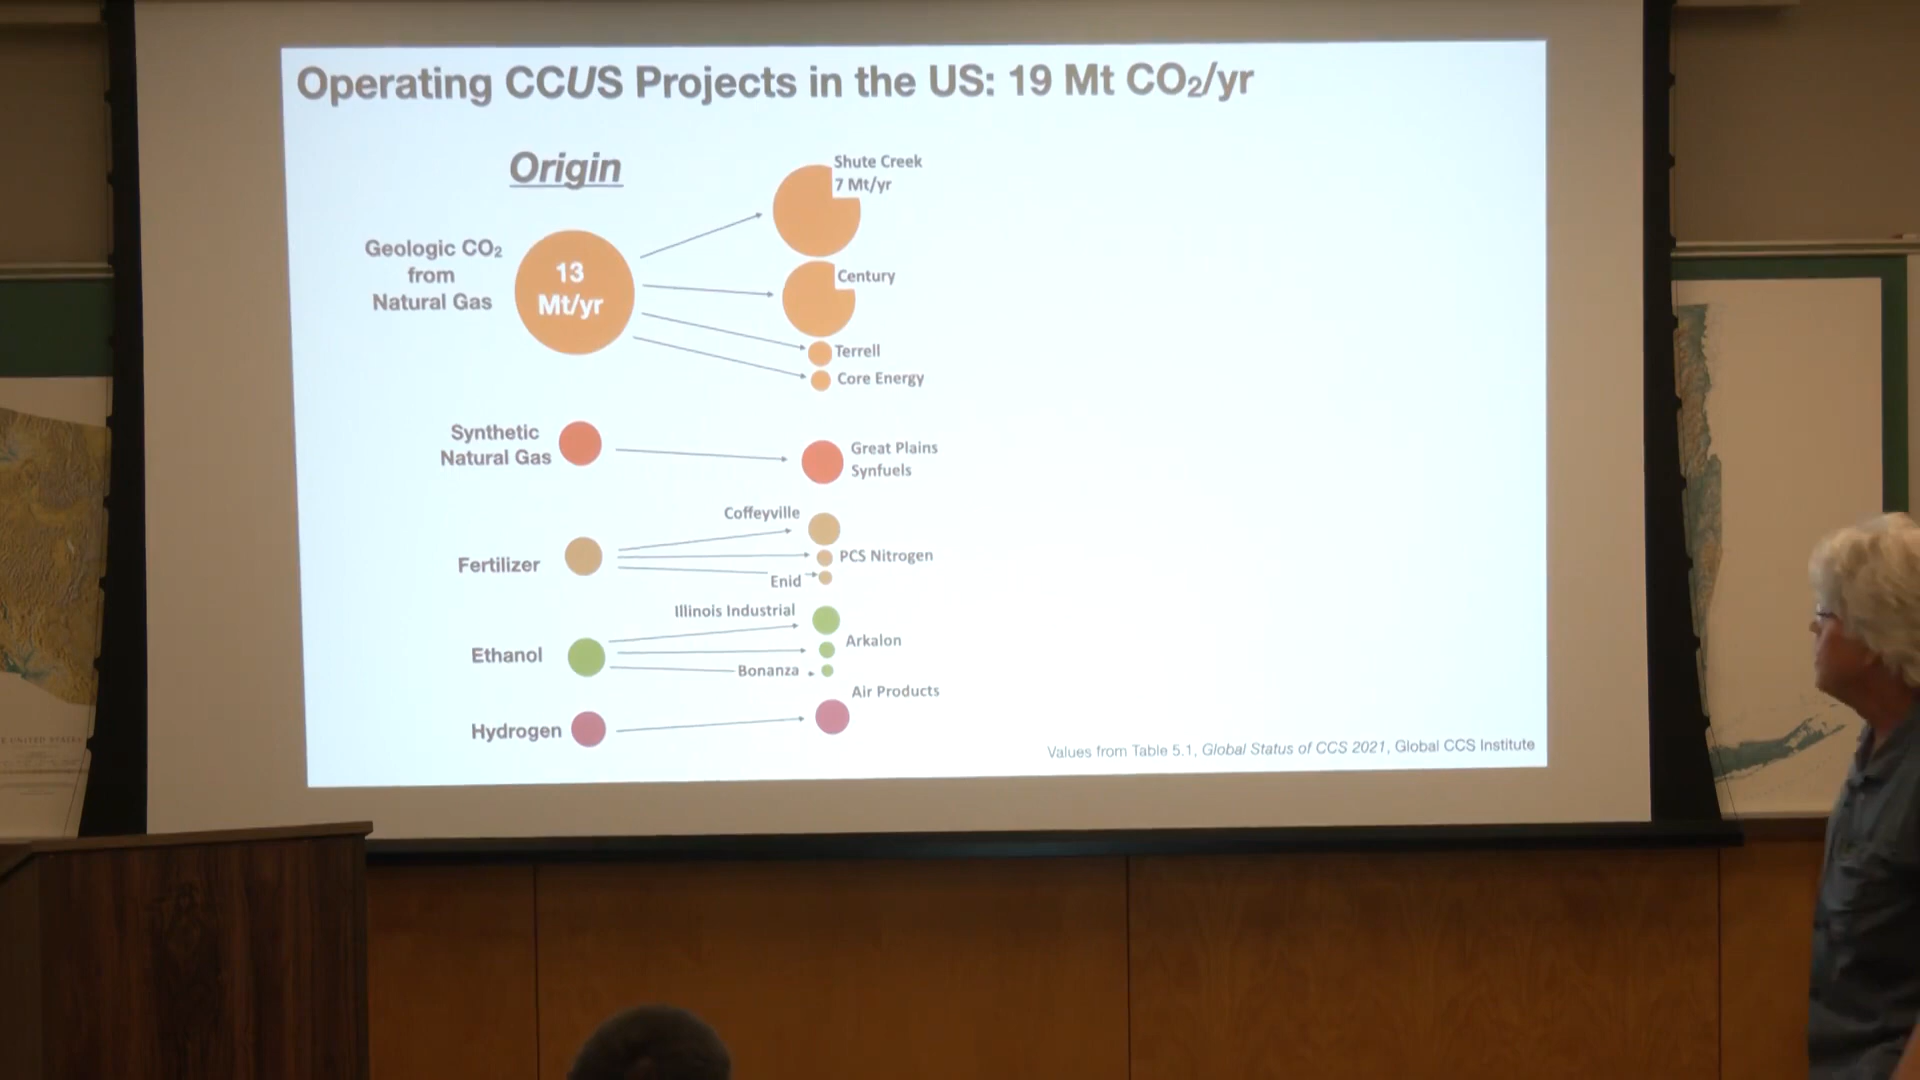 Operating CCUS Projects in the US: 19 Mt CO₂/yr
Origin
Shute Creek
7 Mt/yr
Geologic CO₂
from
Natural Gas
13
Mt/yr
Century
Terrell
Core Energy
Synthetic
Natural Gas
Great Plains
Synfuels
Fertilizer
Coffeyville
PCS Nitrogen
Enid
Ethanol
Illinois Industrial
Arkalon
Bonanza
Hydrogen
Air Products
Values from Table 5.1, Global Status of CCS 2021, Global CCS Institute